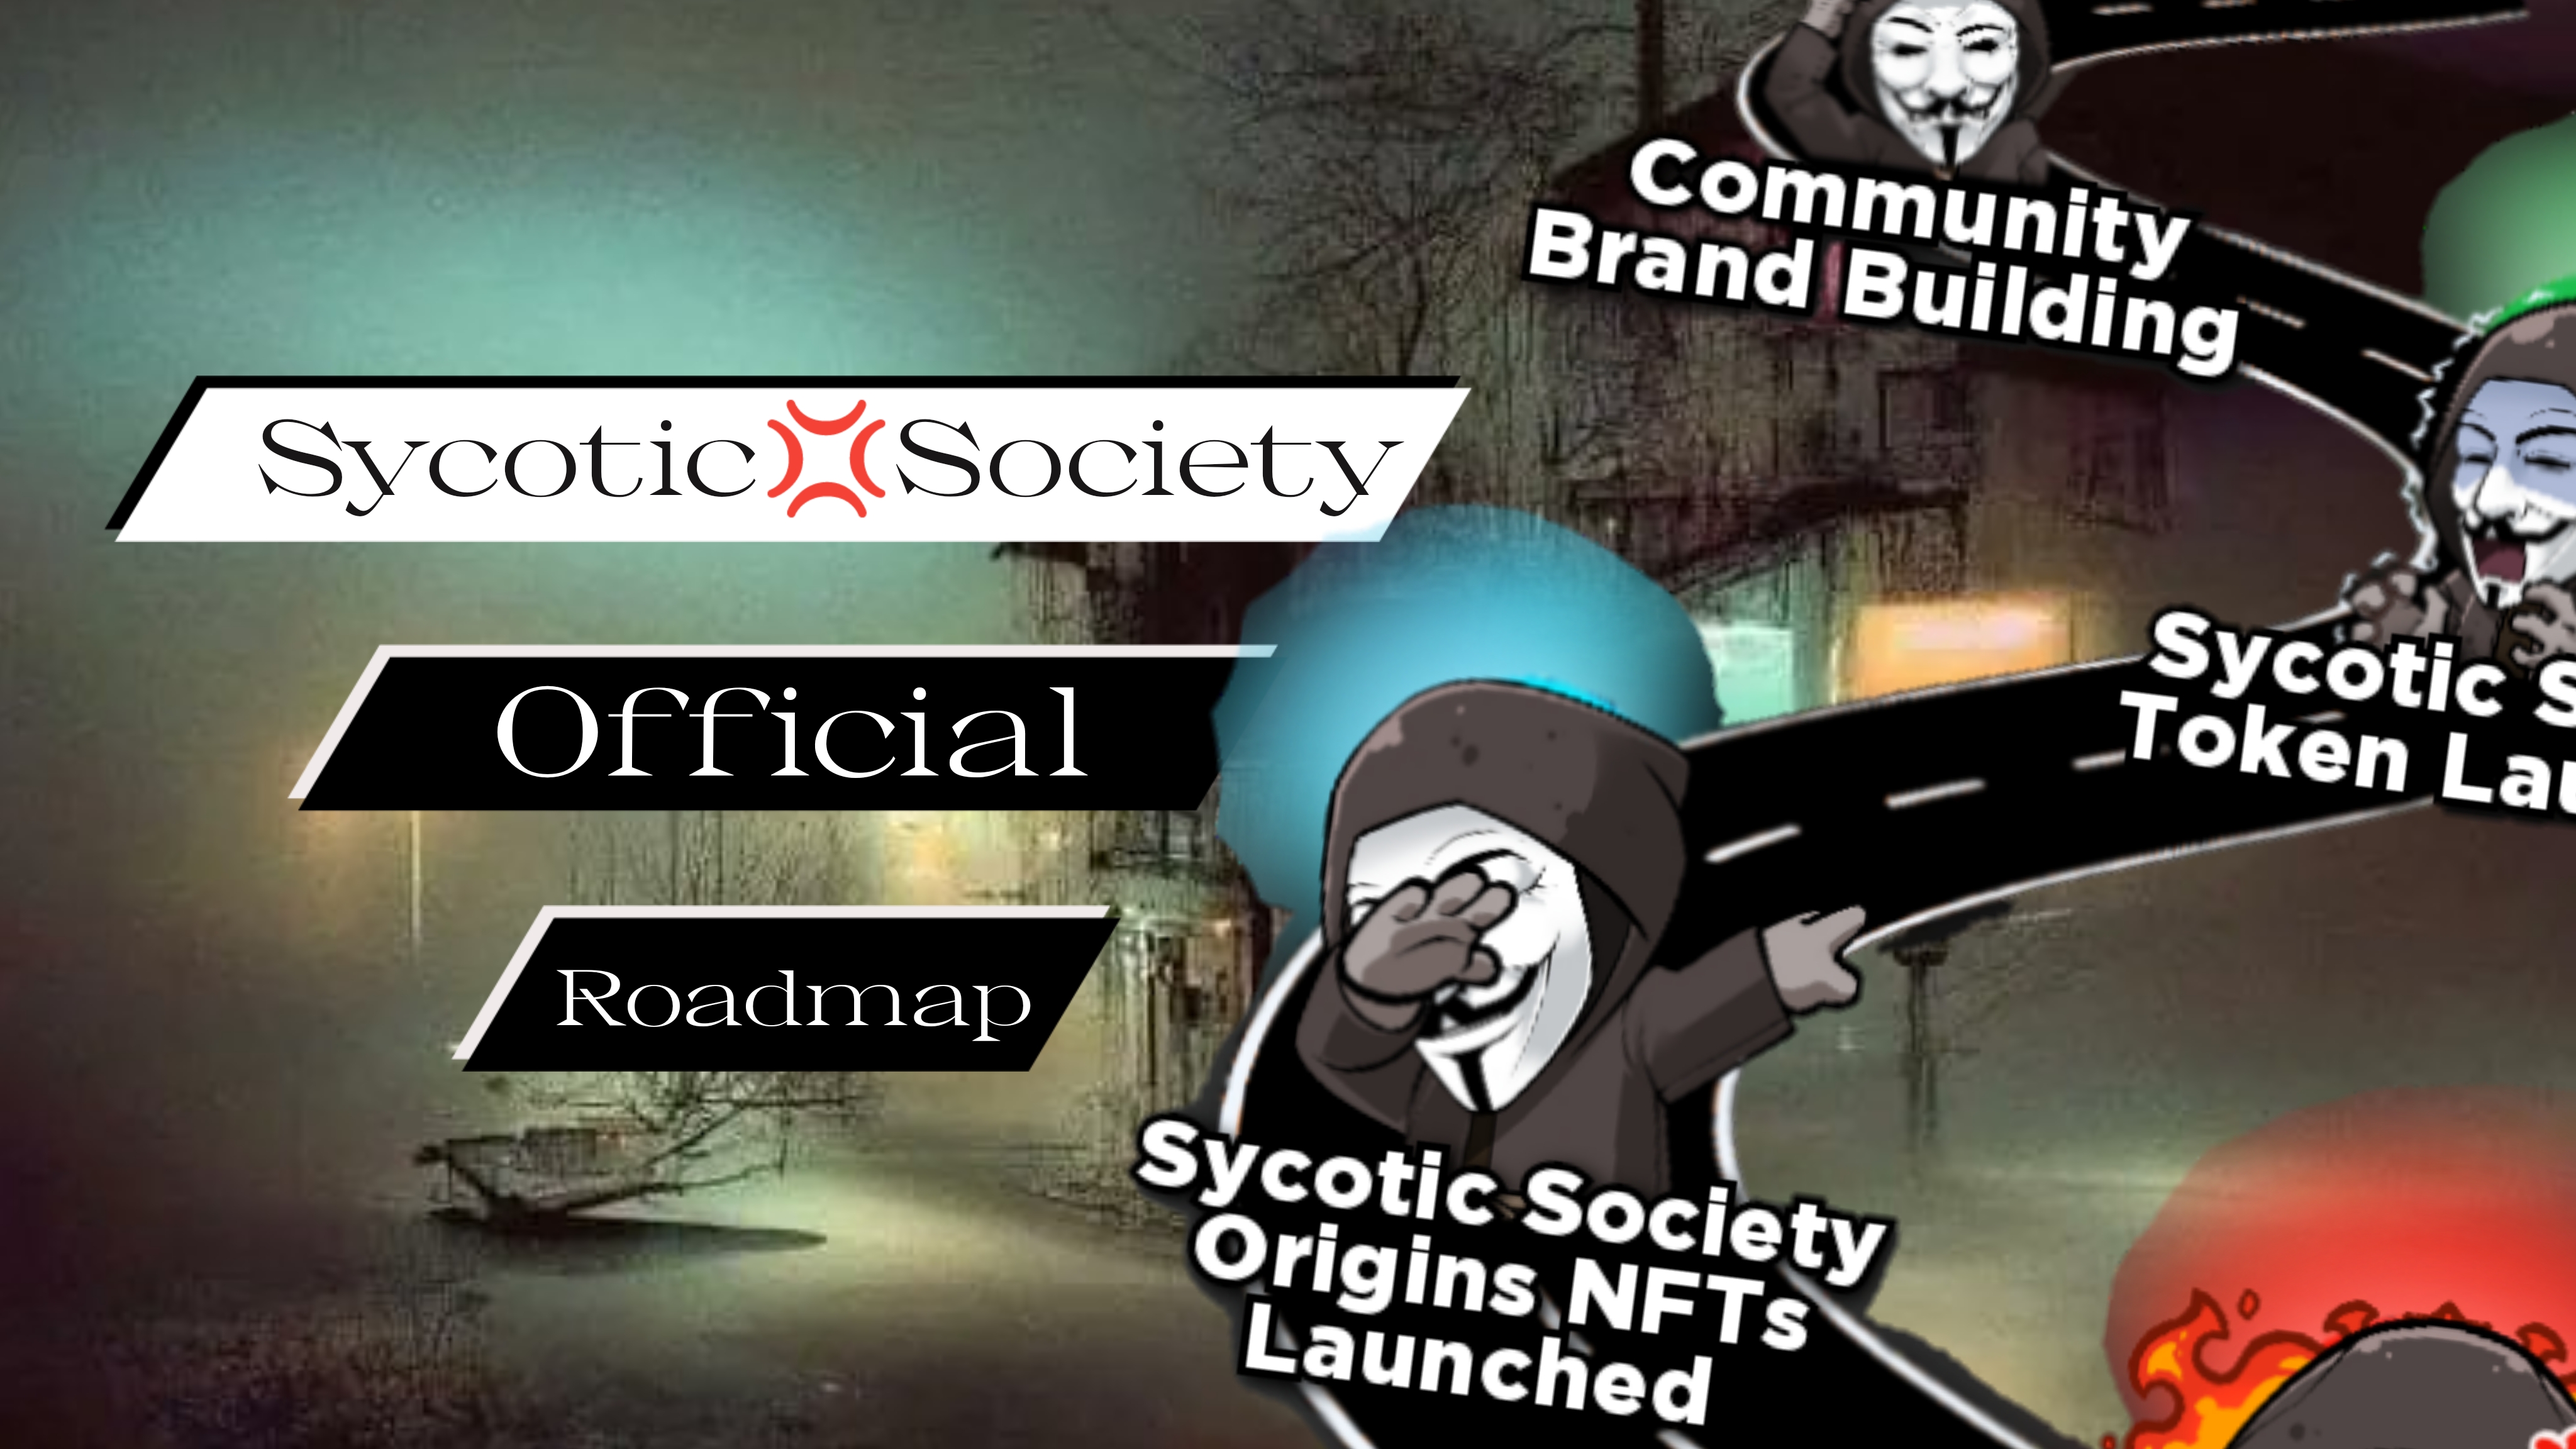 Sycotic💢Society
Official
Roadmap
Community
Brand Building
Sycotic
Token
Sycotic Society
Origins NFTs
Launched